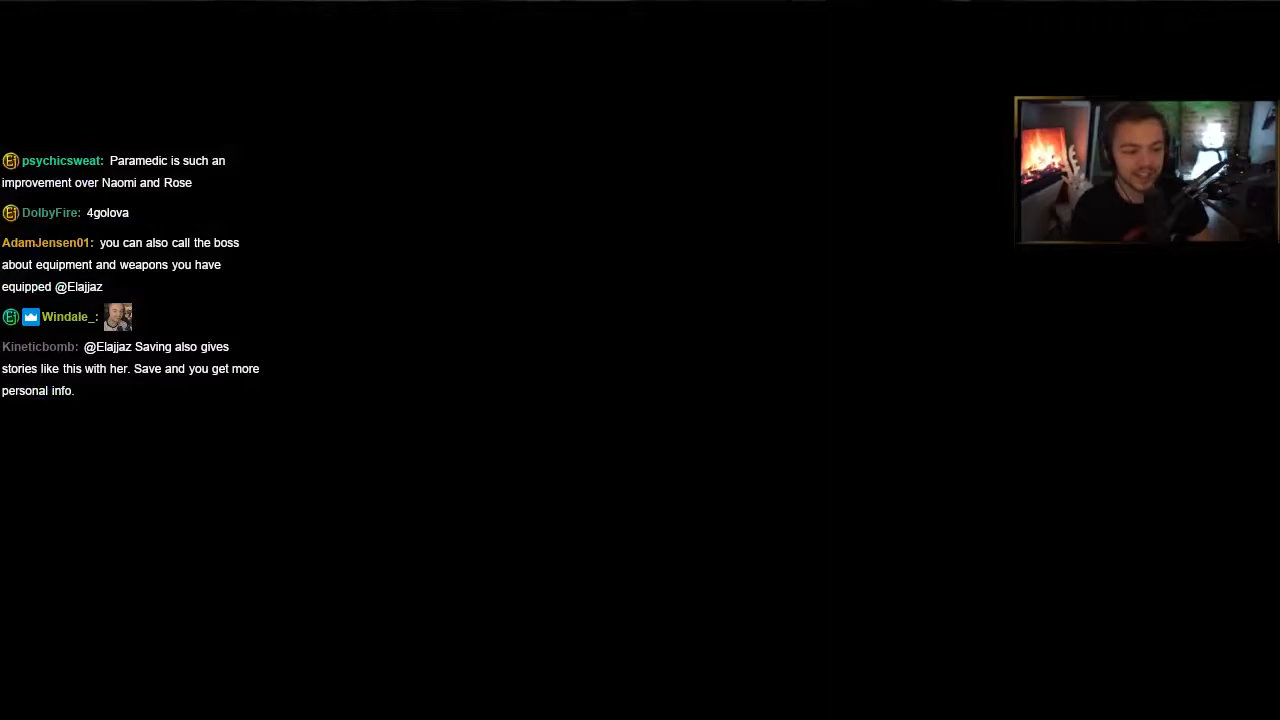 psychicsweat: Paramedic is such an
improvement over Naomi and Rose
DolbyFire: 4golova
AdamJensen01: you can also call the boss
about equipment and weapons you have
equipped @Elajjaz
Windale_:
Kineticbomb: @Elajjaz Saving also gives
stories like this with her. Save and you get more
personal info.